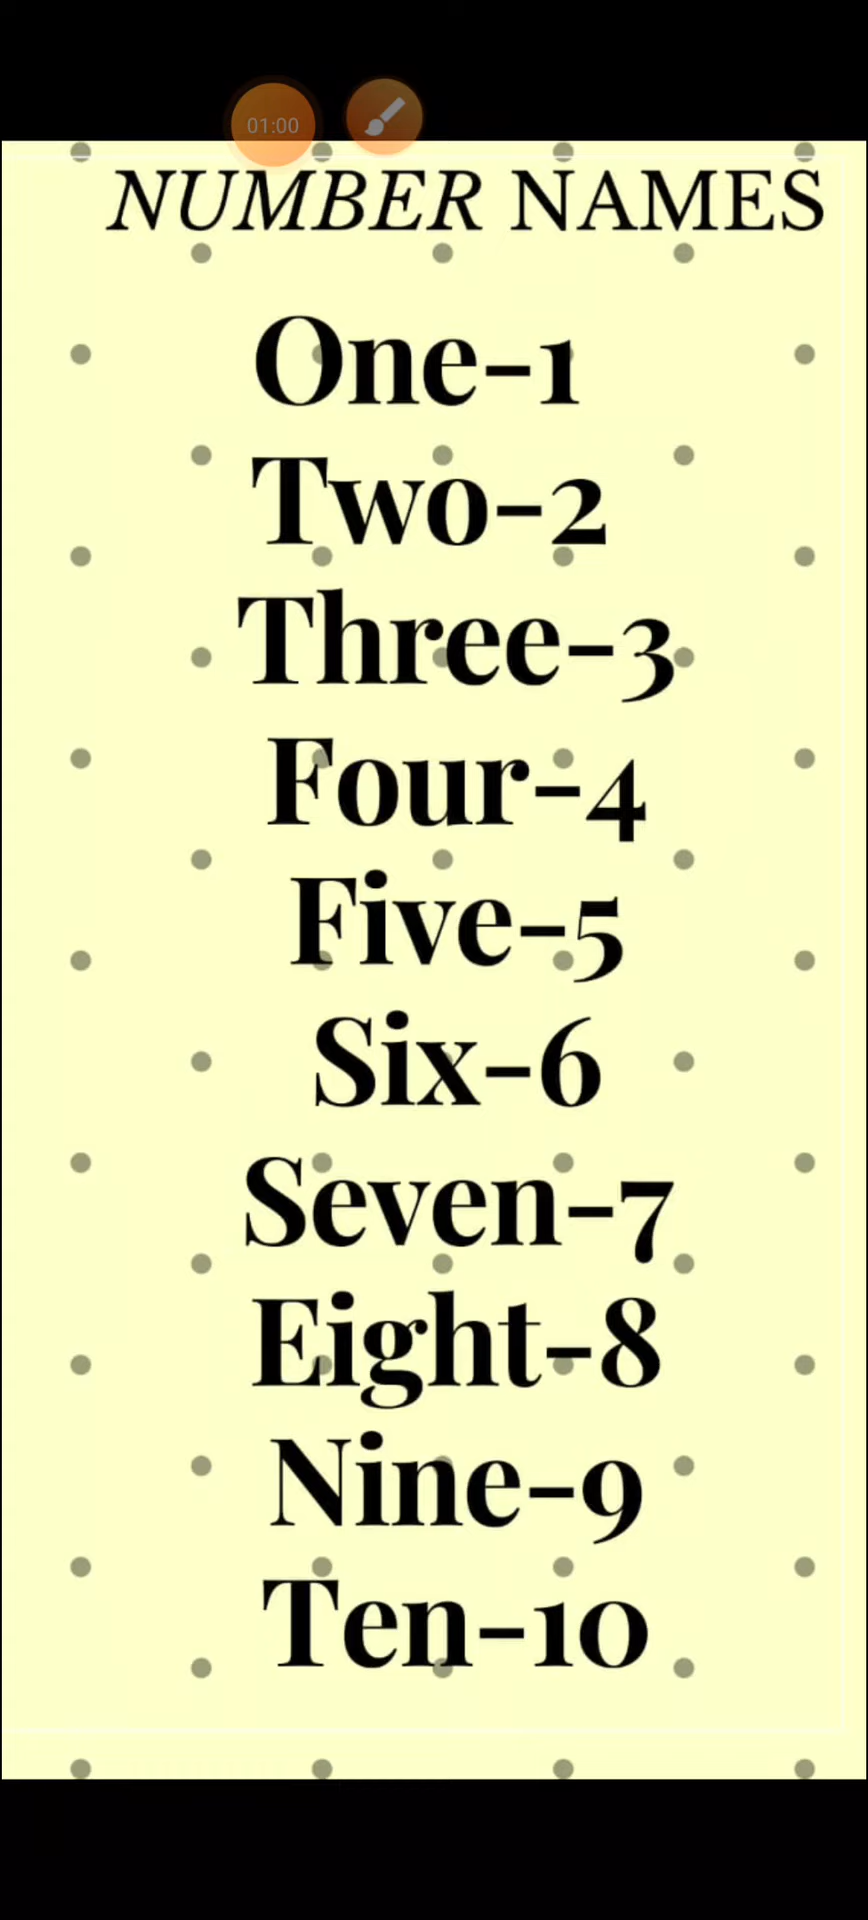 01:00
NUMBER NAMES
One-1
Two-2
Three-3
Four-4
Five-5
Six-6
Seven-7
Eight-8
Nine-9
Ten-10